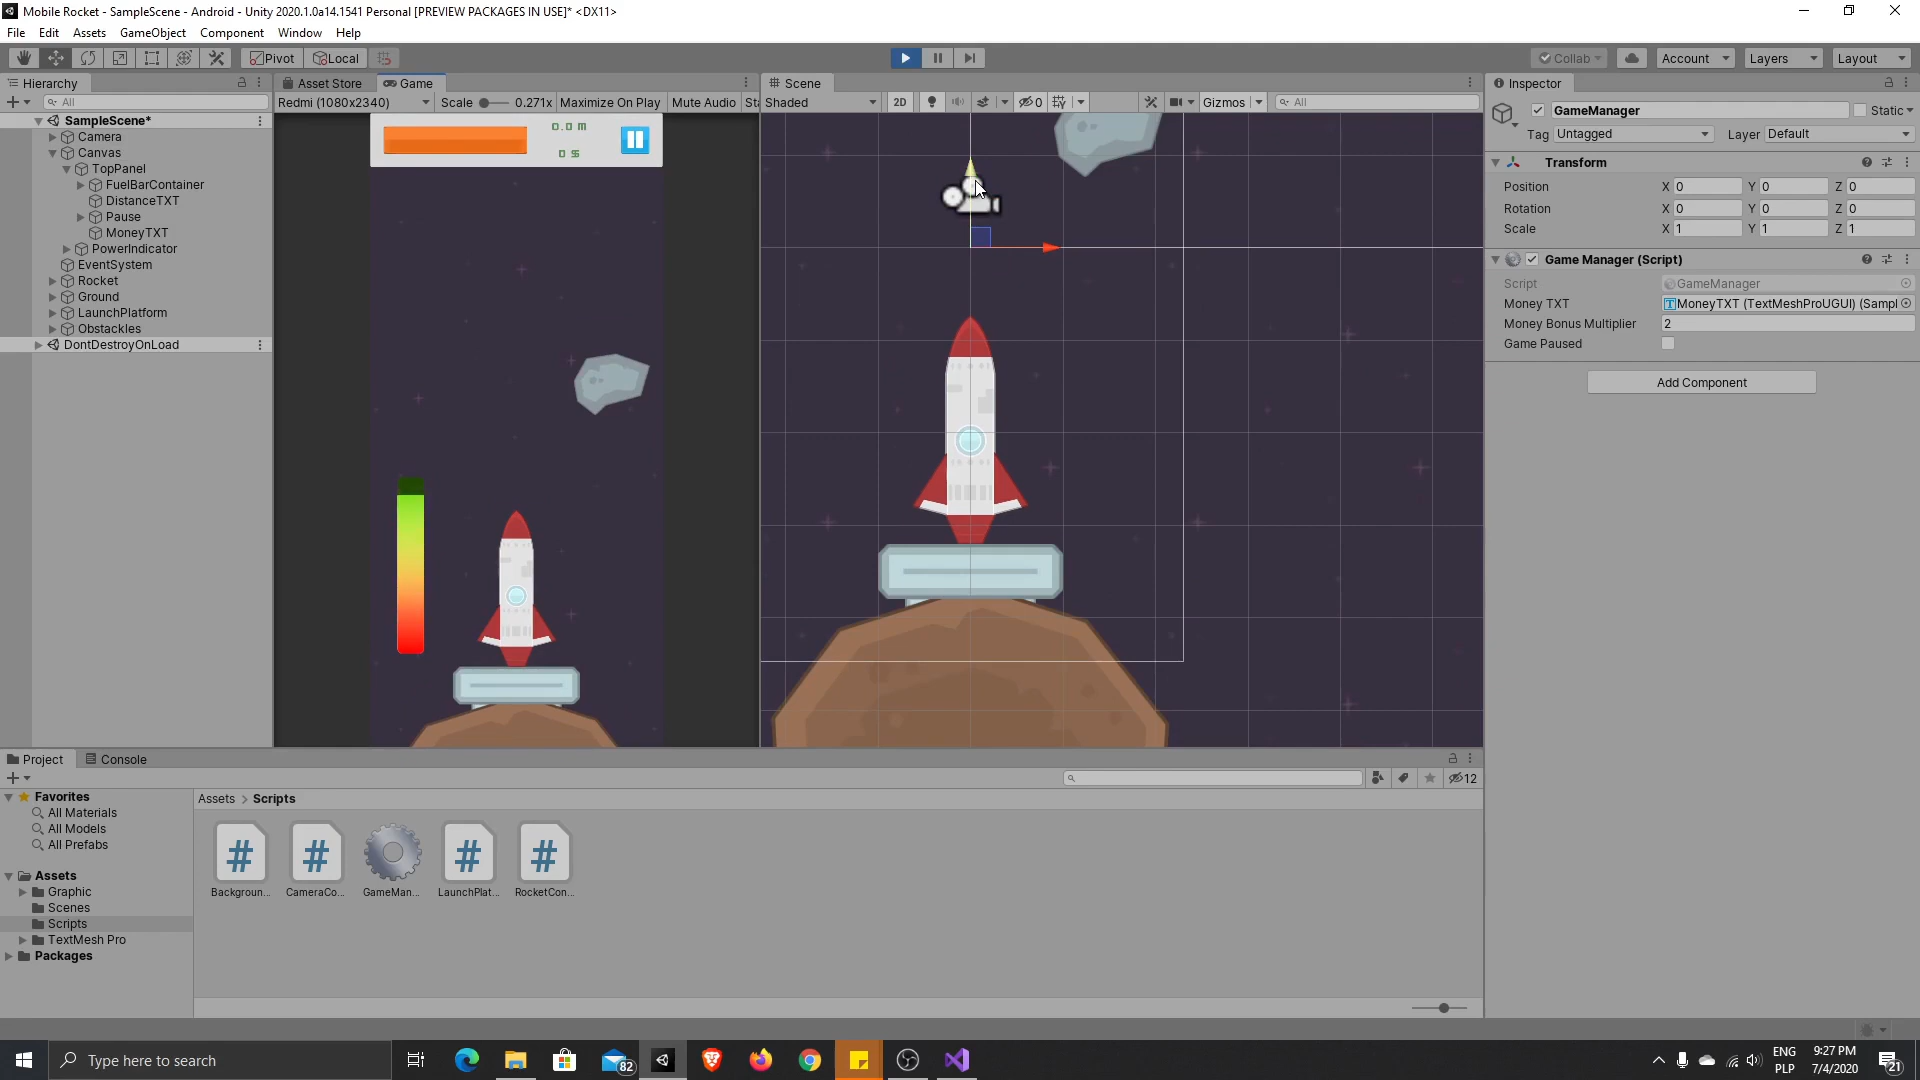 Mobile Rocket - SampleScene - Android - Unity 2020.1.0a14.1541 Personal [PREVIEW PACKAGES IN USE]* <DX11>
File Edit Assets GameObject Component Window Help
Pivot Local Collab Account Layers Layout
Hierarchy
All
SampleScene*
Camera
Canvas
TopPanel
FuelBarContainer
DistanceTXT
Pause
MoneyTXT
PowerIndicator
EventSystem
Rocket
Ground
LaunchPlatform
Obstackles
DontDestroyOnLoad
Asset Store Game
Redmi (1080x2340) Scale 0.271x Maximize On Play Mute Audio Sta
0.0 m
0 $
Scene
Shaded 2D 0 Gizmos All
Inspector
GameManager Static
Tag Untagged Layer Default
Transform
Position X 0 Y 0 Z 0
Rotation X 0 Y 0 Z 0
Scale X 1 Y 1 Z 1
Game Manager (Script)
Script GameManager
Money TXT MoneyTXT (TextMeshProUGUI) (Sampl
Money Bonus Multiplier 2
Game Paused
Add Component
Project Console
12
Favorites
All Materials
All Models
All Prefabs
Assets
Graphic
Scenes
Scripts
TextMesh Pro
Packages
Assets > Scripts
Backgroun... CameraCo... GameMan... LaunchPlat... RocketCon...
Type here to search
82
ENG
PLP
9:27 PM
7/4/2020
21